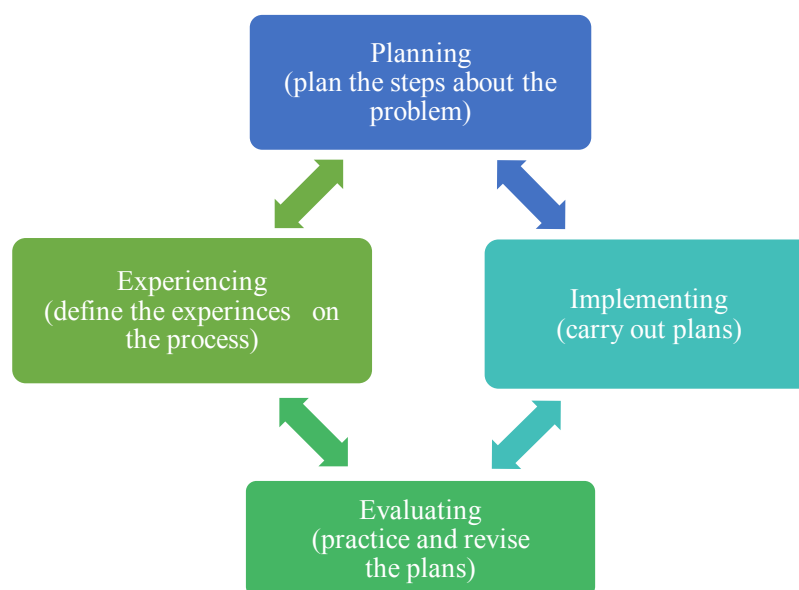 Planning
(plan the steps about the
problem)
Experiencing
(define the experinces on
the process)
Implementing
(carry out plans)
Evaluating
(practice and revise
the plans)